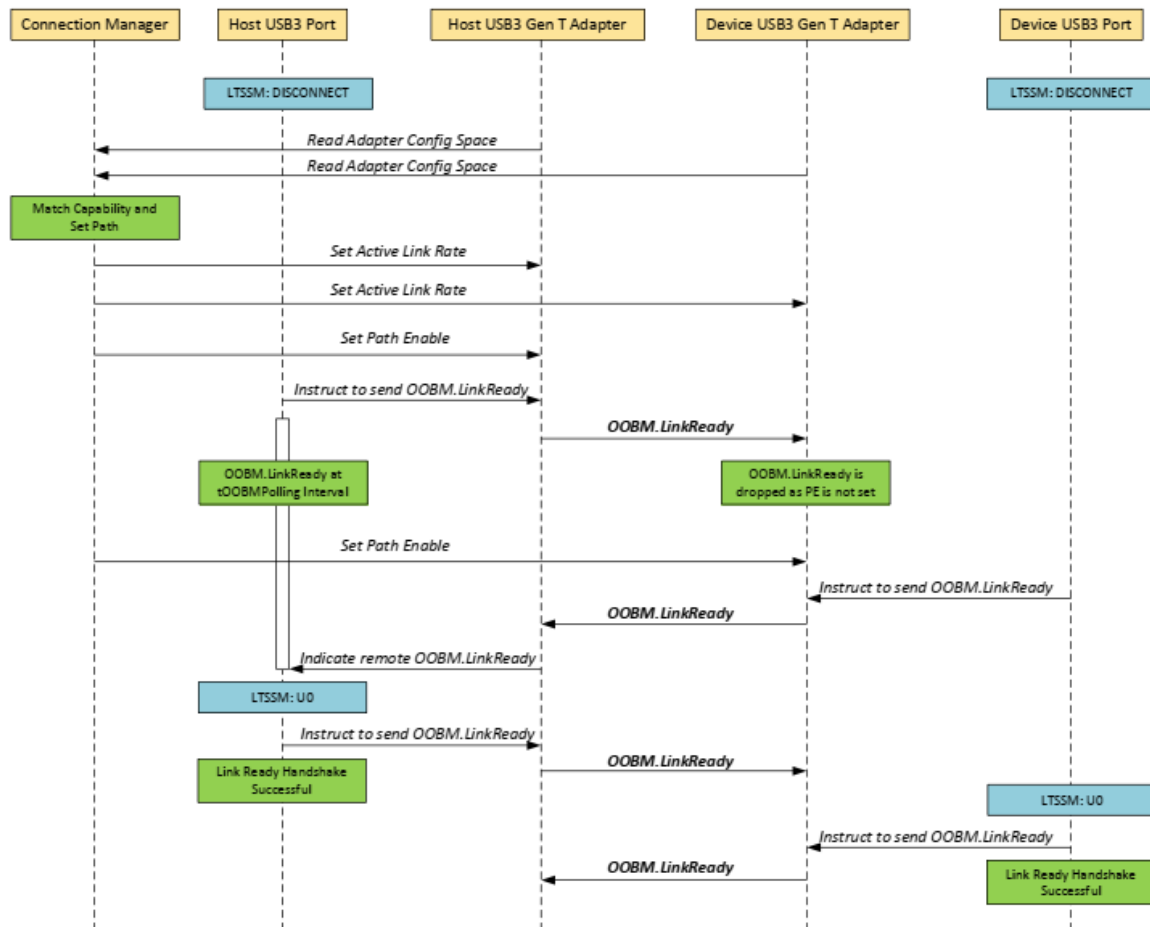 Connection Manager
Host USB3 Port
Host USB3 Gen T Adapter
Device USB3 Gen T Adapter
Device USB3 Port
LTSSM: DISCONNECT
LTSSM: DISCONNECT
Read Adapter Config Space
Read Adapter Config Space
Match Capability and
Set Path
Set Active Link Rate
Set Active Link Rate
Set Path Enable
Instruct to send OOBM.LinkReady
OOBM.LinkReady
OOBM.LinkReady at
tOOBMPolling Interval
OOBM.LinkReady is
dropped as PE is not set
Set Path Enable
Instruct to send OOBM.LinkReady
OOBM.LinkReady
Indicate remote OOBM.LinkReady
LTSSM: U0
Instruct to send OOBM.LinkReady
OOBM.LinkReady
Link Ready Handshake
Successful
LTSSM: U0
Instruct to send OOBM.LinkReady
OOBM.LinkReady
Link Ready Handshake
Successful